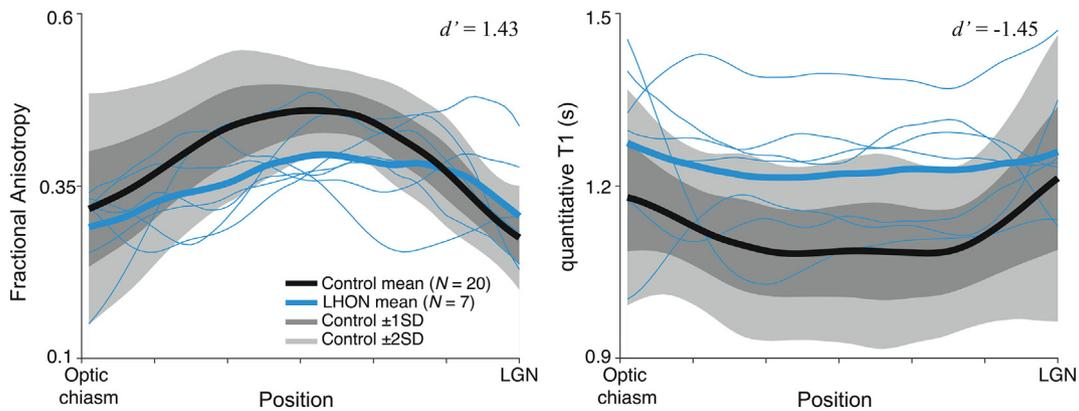 0.6
d' = 1.43
Fractional Anisotropy
0.35
Control mean (N = 20)
LHON mean (N = 7)
Control ±1SD
Control ±2SD
0.1
Optic
chiasm
Position
LGN
1.5
d' = -1.45
quantitative T1 (s)
1.2
0.9
Optic
chiasm
Position
LGN